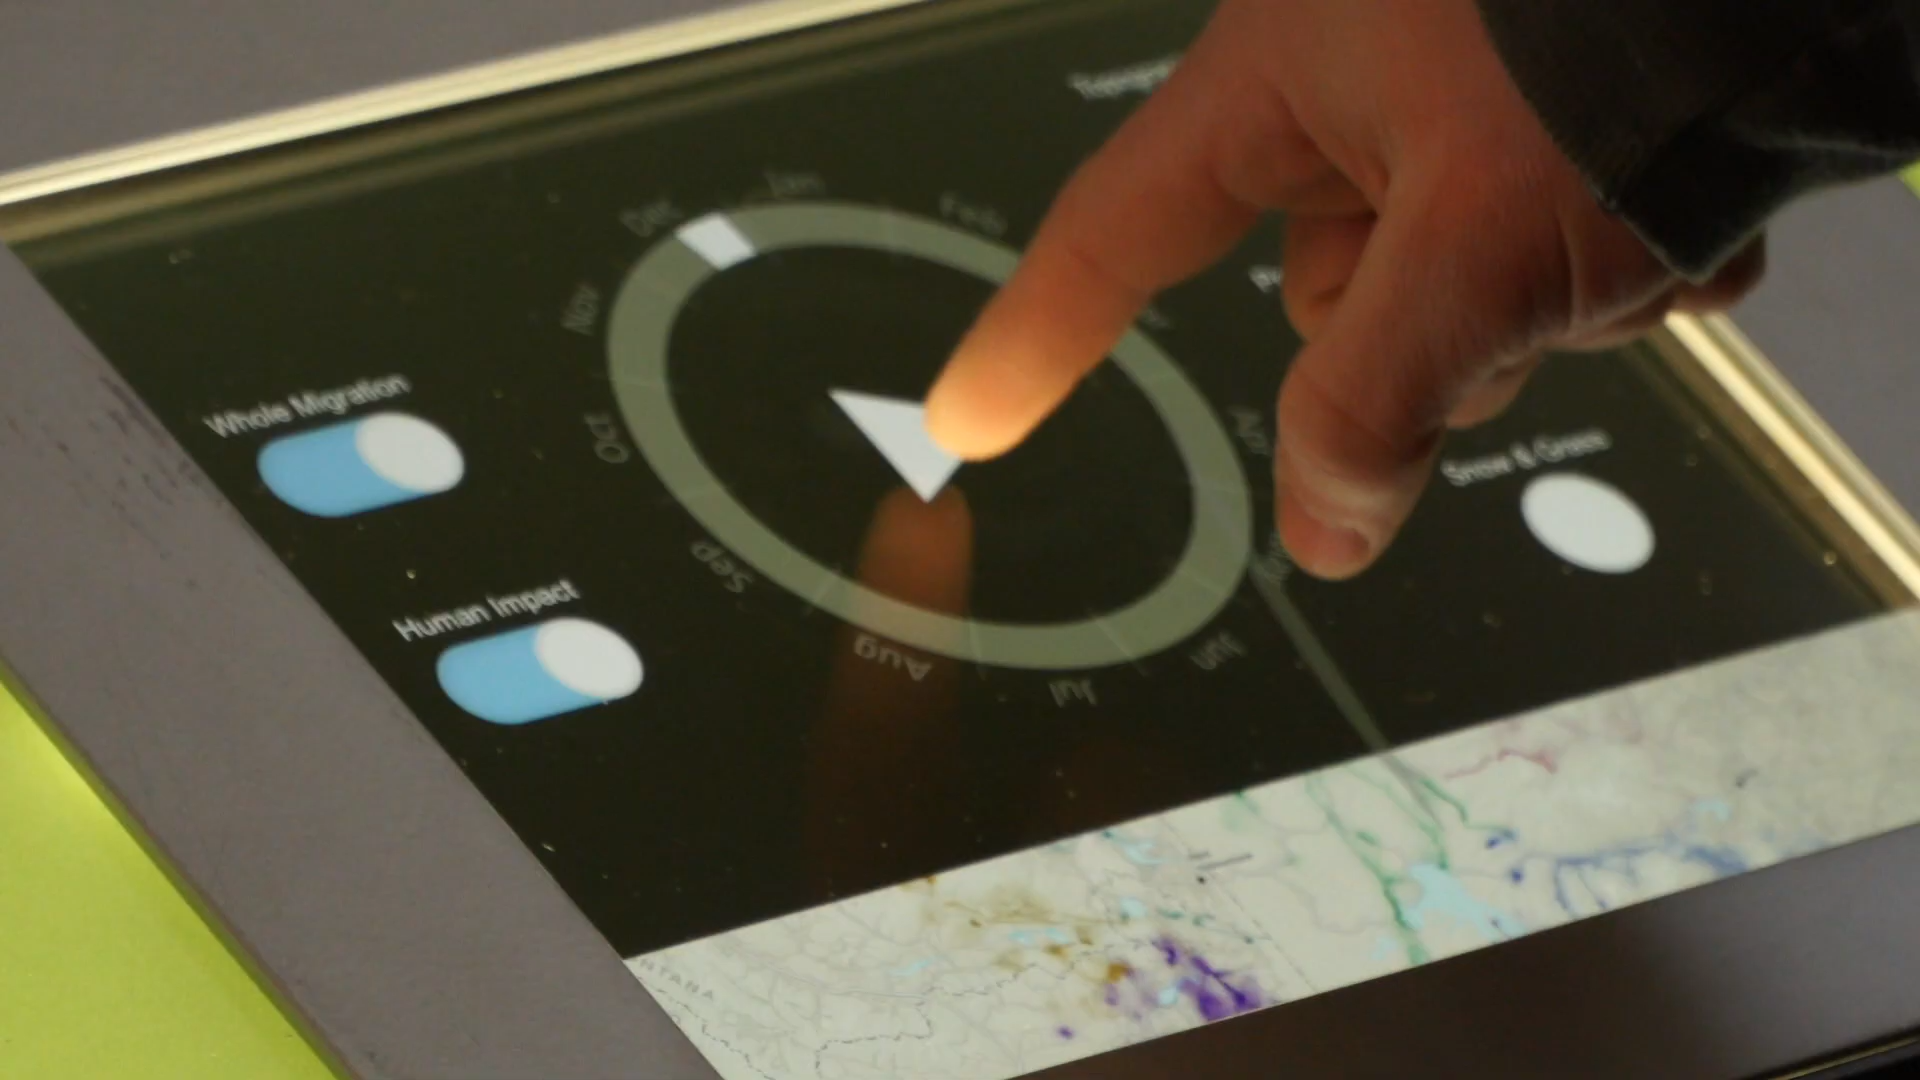 Jan
Dec
Feb
Nov
Whole Migration
Oct
Apr
Snow & Grass
Sep
Human Impact
Aug
Jun
Jul